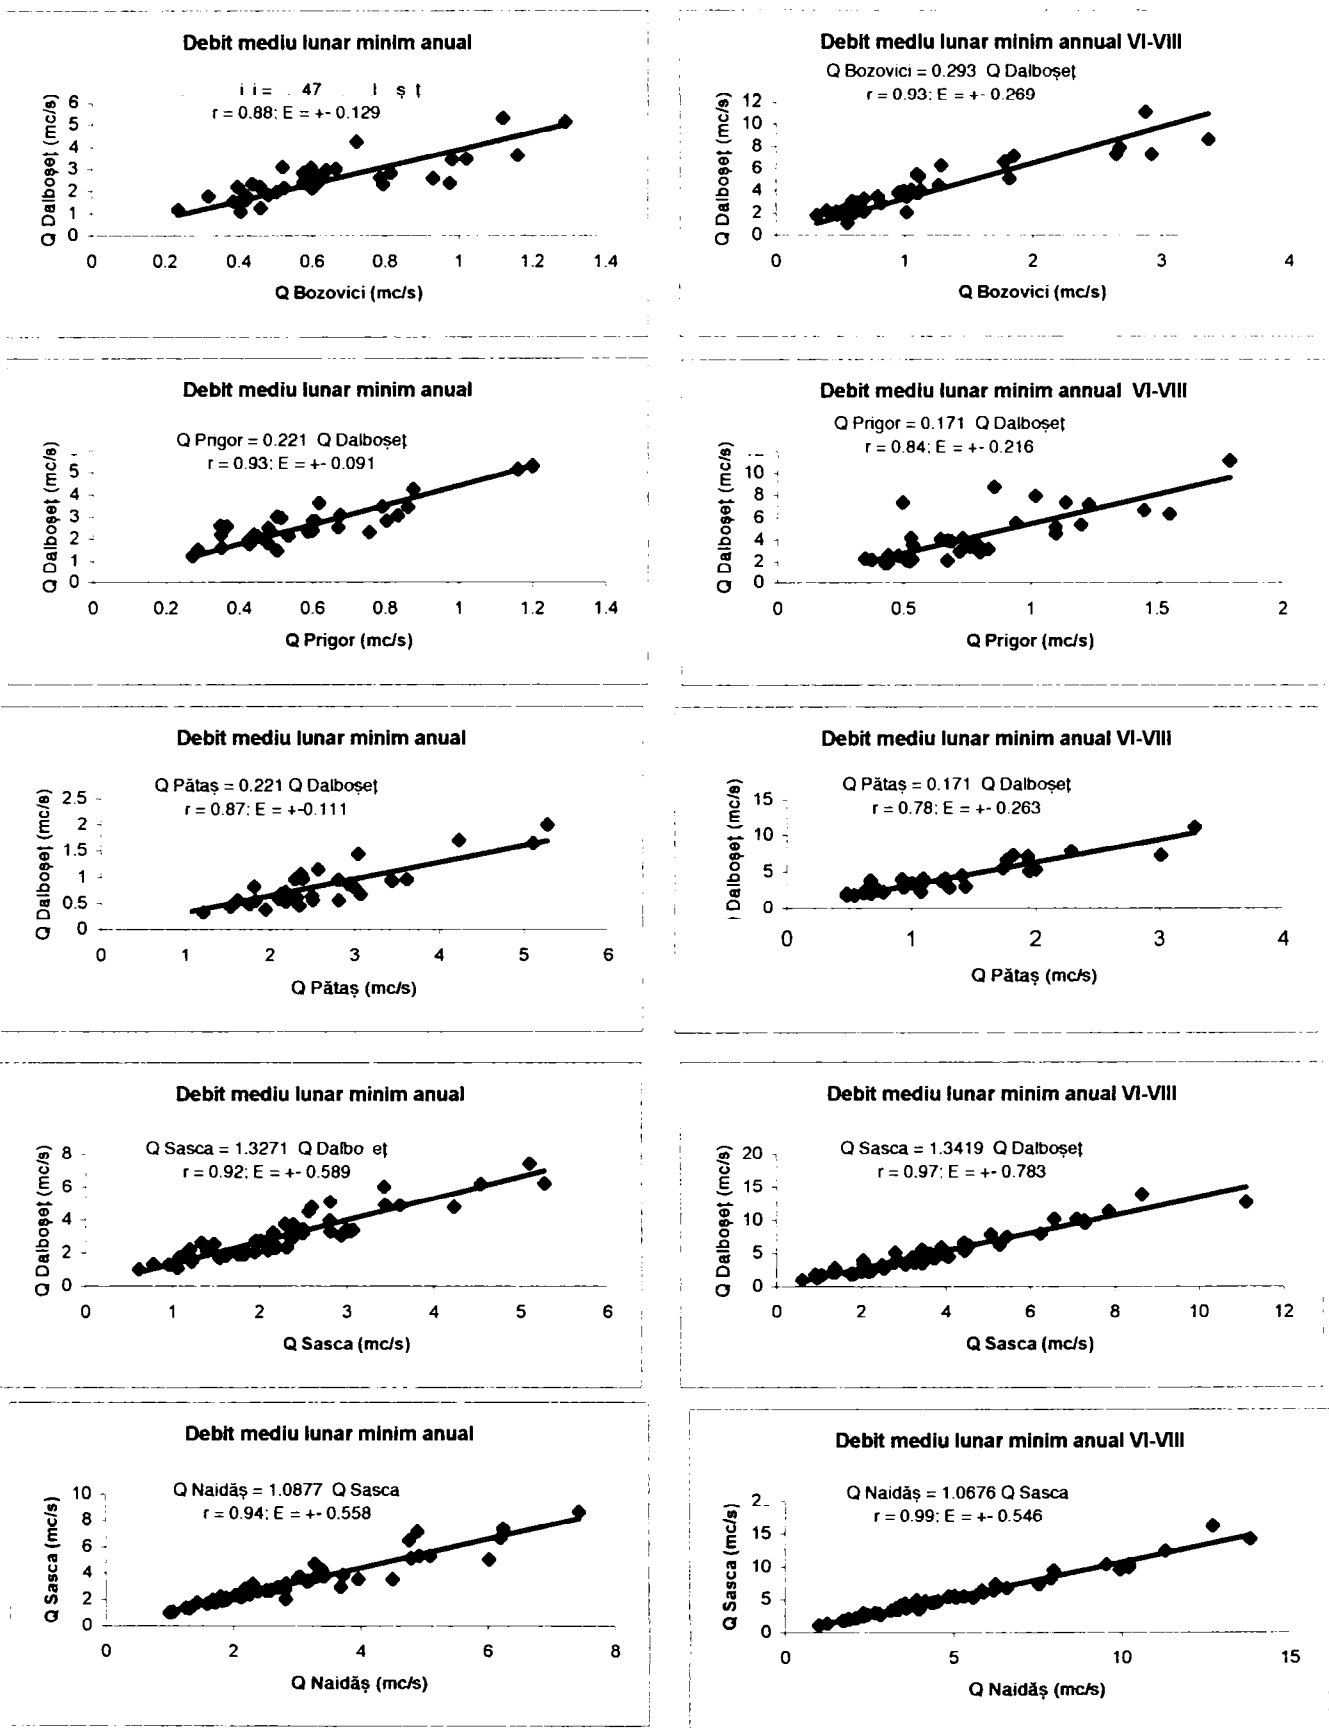 Debit mediu lunar minim anual
47
r = 0.88; E = +- 0.129
Q Dalboșeț (mc/s)
6
5
4
3
2
1
0
0
0.2
0.4
0.6
0.8
1
1.2
1.4
Q Bozovici (mc/s)
Debit mediu lunar minim annual VI-VIII
Q Bozovici = 0.293 Q Dalboșeț
r = 0.93; E = +- 0.269
Q Dalboșeț (mc/s)
12
10
8
6
4
2
0
0
1
2
3
4
Q Bozovici (mc/s)
Debit mediu lunar minim anual
Q Prigor = 0.221 Q Dalboșeț
r = 0.93; E = +- 0.091
Q Dalboșeț (mc/s)
5
4
3
2
1
0
0
0.2
0.4
0.6
0.8
1
1.2
1.4
Q Prigor (mc/s)
Debit mediu lunar minim annual VI-VIII
Q Prigor = 0.171 Q Dalboșeț
r = 0.84; E = +- 0.216
Q Dalboșeț (mc/s)
10
8
6
4
2
0
0
0.5
1
1.5
2
Q Prigor (mc/s)
Debit mediu lunar minim anual
Q Pătaș = 0.221 Q Dalboșeț
r = 0.87; E = +-0.111
Q Dalboșeț (mc/s)
2.5
2
1.5
1
0.5
0
0
1
2
3
4
5
6
Q Pătaș (mc/s)
Debit mediu lunar minim anual VI-VIII
Q Pătaș = 0.171 Q Dalboșeț
r = 0.78; E = +- 0.263
Dalboșeț (mc/s)
15
10
5
0
0
1
2
3
4
Q Pătaș (mc/s)
Debit mediu lunar minim anual
Q Sasca = 1.3271 Q Dalbo eț
r = 0.92; E = +- 0.589
Q Dalboșeț (mc/s)
8
6
4
2
0
0
1
2
3
4
5
6
Q Sasca (mc/s)
Debit mediu lunar minim anual VI-VIII
Q Sasca = 1.3419 Q Dalboșeț
r = 0.97; E = +- 0.783
Q Dalboșeț (mc/s)
20
15
10
5
0
0
2
4
6
8
10
12
Q Sasca (mc/s)
Debit mediu lunar minim anual
Q Naidăș = 1.0877 Q Sasca
r = 0.94; E = +- 0.558
Q Sasca (mc/s)
10
8
6
4
2
0
0
2
4
6
8
Q Naidăș (mc/s)
Debit mediu lunar minim anual VI-VIII
Q Naidăș = 1.0676 Q Sasca
r = 0.99; E = +- 0.546
Q Sasca (mc/s)
2
15
10
5
0
0
5
10
15
Q Naidăș (mc/s)